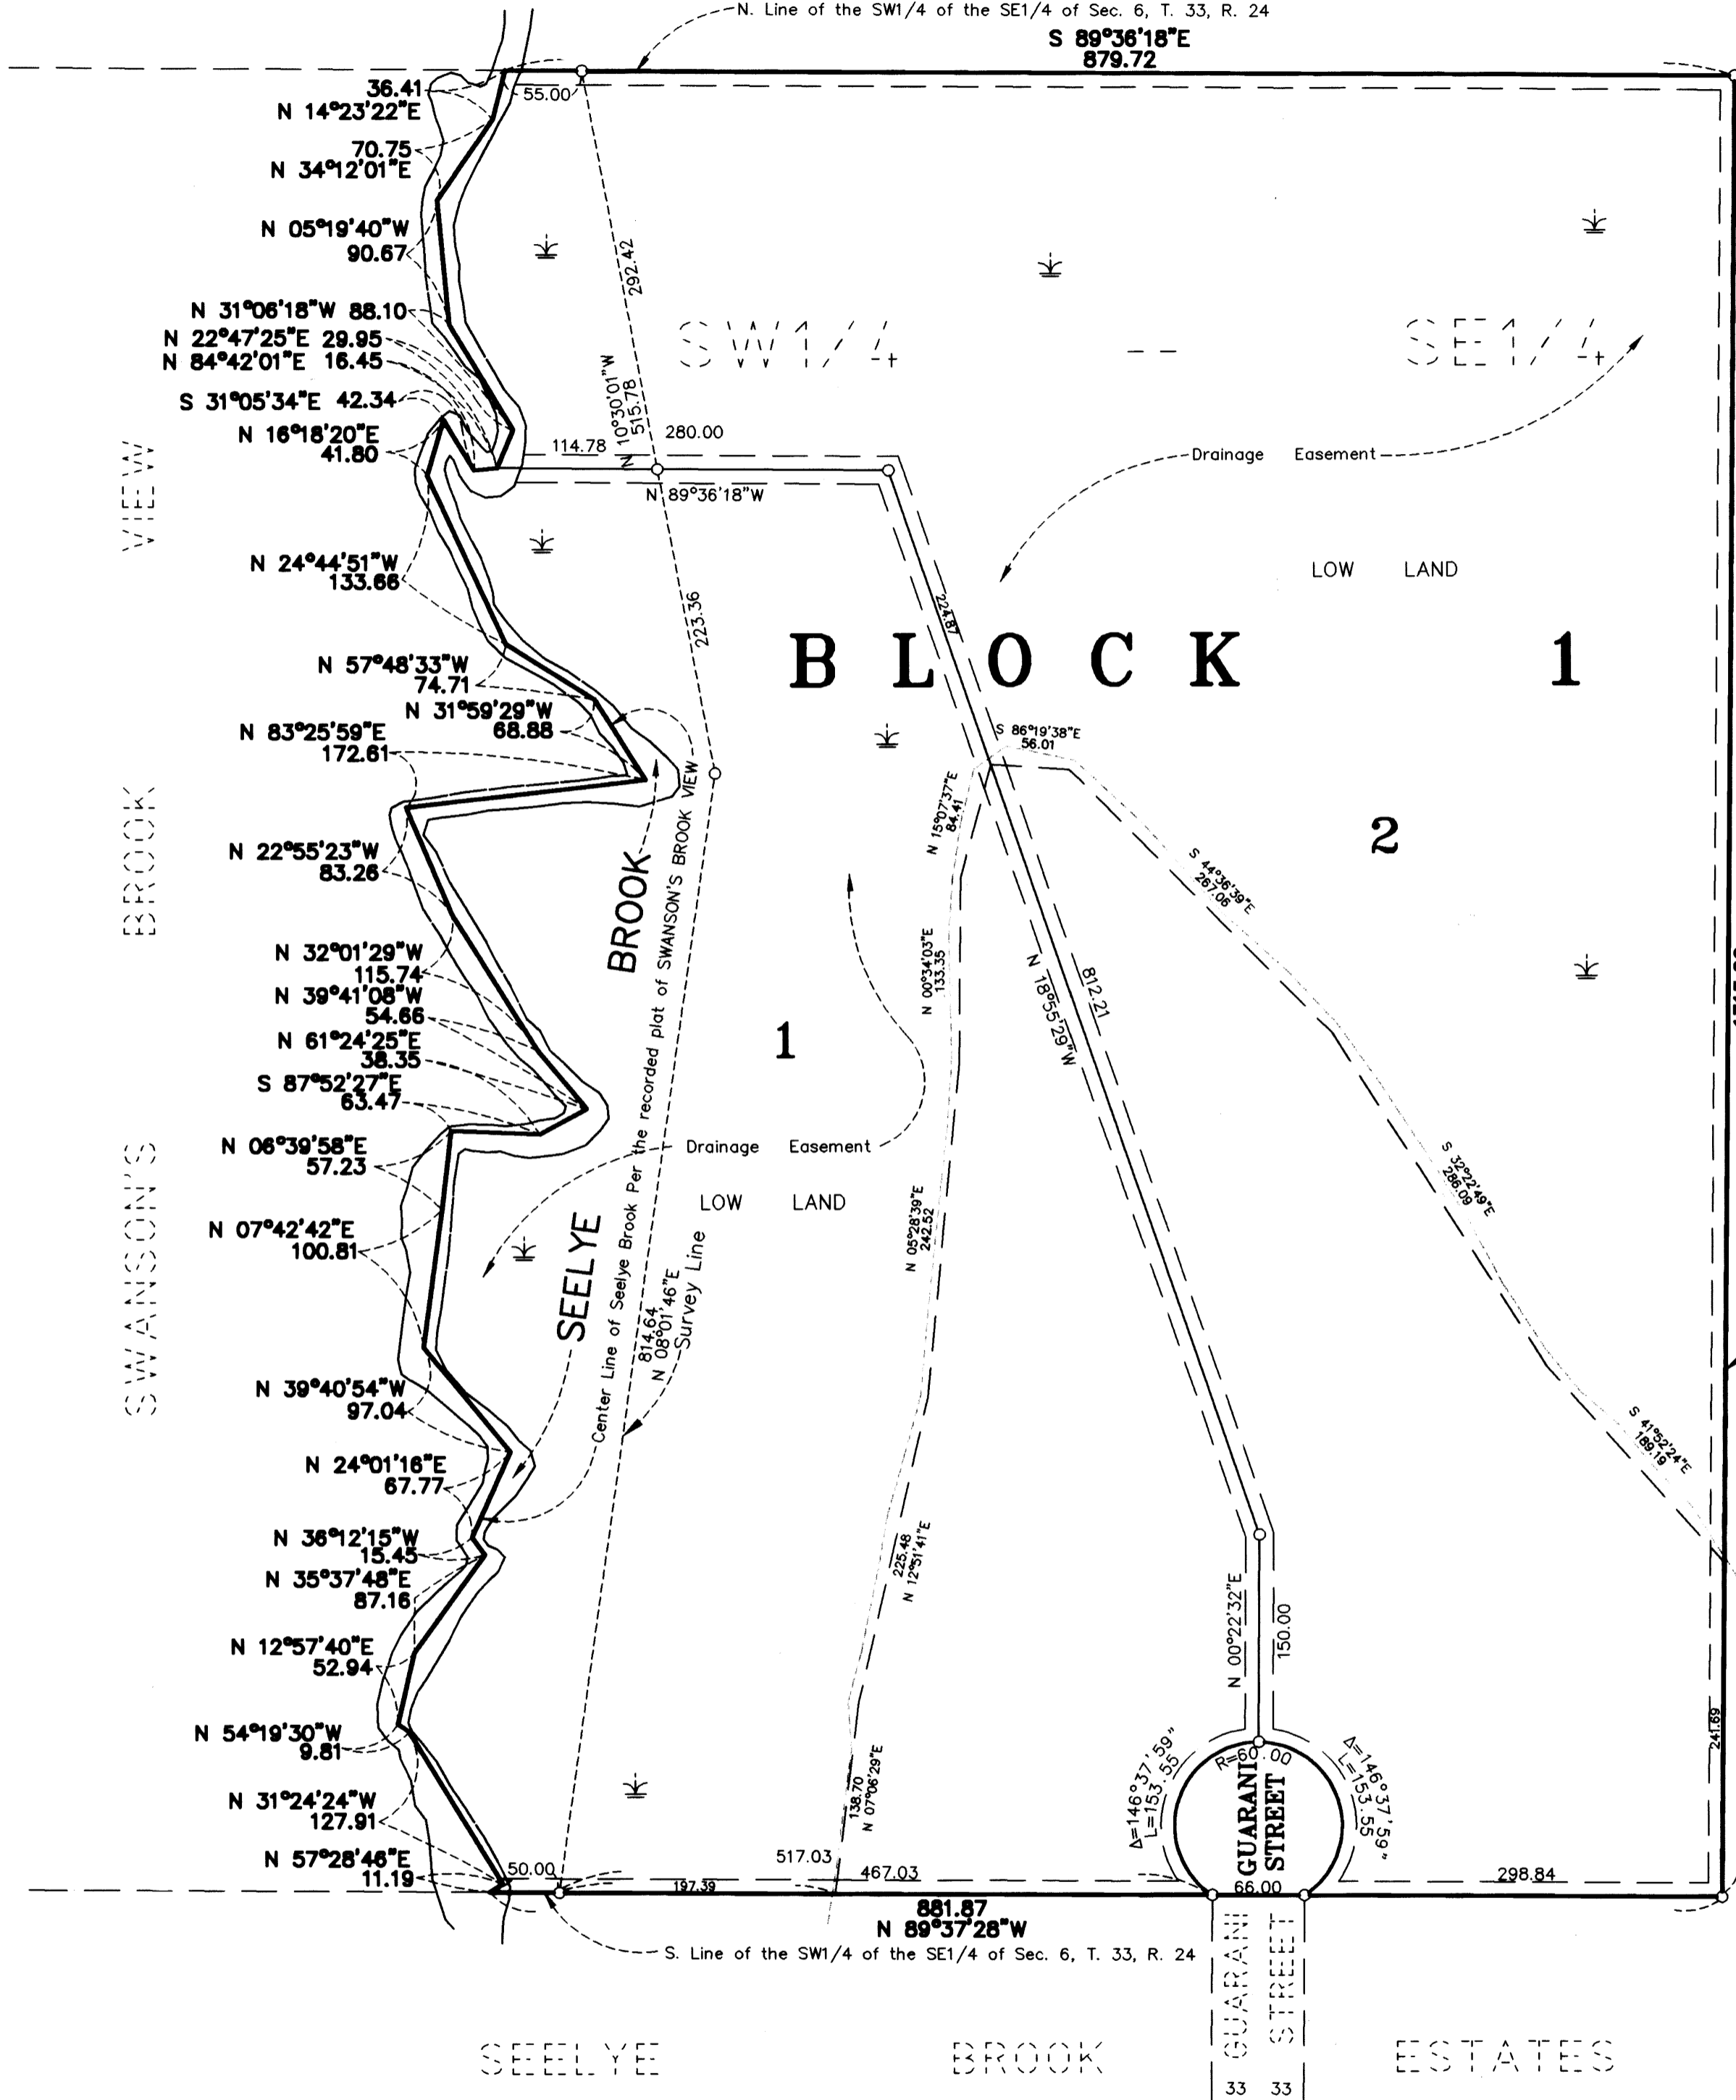 N. Line of the SW1/4 of the SE1/4 of Sec. 6, T. 33, R. 24
S 89°36'18"E
879.72
36.41
N 14°23'22"E
55.00
70.75
N 34°12'01"E
N 05°19'40"W
90.67
292.42
N 31°06'18"W 88.10
N 22°47'25"E 29.95
N 84°42'01"E 16.45
S 31°05'34"E 42.34
N 16°18'20"E
41.80
SW1/4 -- SE1/4
N 10°30'01"W
515.78
114.78
280.00
N 89°36'18"W
Drainage Easement
LOW LAND
VIEW
N 24°44'51"W
133.66
223.36
224.87
BLOCK 1
N 57°48'33"W
74.71
N 31°59'29"W
68.88
N 83°25'59"E
172.61
S 86°19'38"E
56.01
N 15°07'37"E
84.41
2
BROOK
N 22°55'23"W
83.26
S 44°36'39"E
267.06
N 00°34'03"E
133.35
N 18°55'29"W
812.21
N 32°01'29"W
115.74
N 39°41'08"W
54.66
N 61°24'25"E
38.35
S 87°52'27"E
63.47
1
SEELYE BROOK
Center Line of Seelye Brook Per the recorded plat of SWANSON'S BROOK VIEW
Drainage Easement
LOW LAND
SWANSON'S
N 06°39'58"E
57.23
N 07°42'42"E
100.81
N 05°28'39"E
242.52
S 32°22'49"E
286.09
814.64
N 08°01'46"E
Survey Line
N 39°40'54"W
97.04
N 24°01'16"E
67.77
S 41°52'24"E
189.19
N 36°12'15"W
15.45
N 35°37'48"E
87.16
225.48
N 12°51'41"E
N 12°57'40"E
52.94
N 00°22'32"E
150.00
N 54°19'30"W
9.81
241.69
N 31°24'24"W
127.91
138.70
N 07°06'29"E
Δ=146°37'59"
L=153.55
R=60.00
GUARANI
STREET
Δ=146°37'59"
L=153.55
N 57°28'46"E
11.19
50.00
517.03
467.03
197.39
66.00
298.84
881.87
N 89°37'28"W
S. Line of the SW1/4 of the SE1/4 of Sec. 6, T. 33, R. 24
GUARANI
STREET
SEELYE BROOK ESTATES
33 33